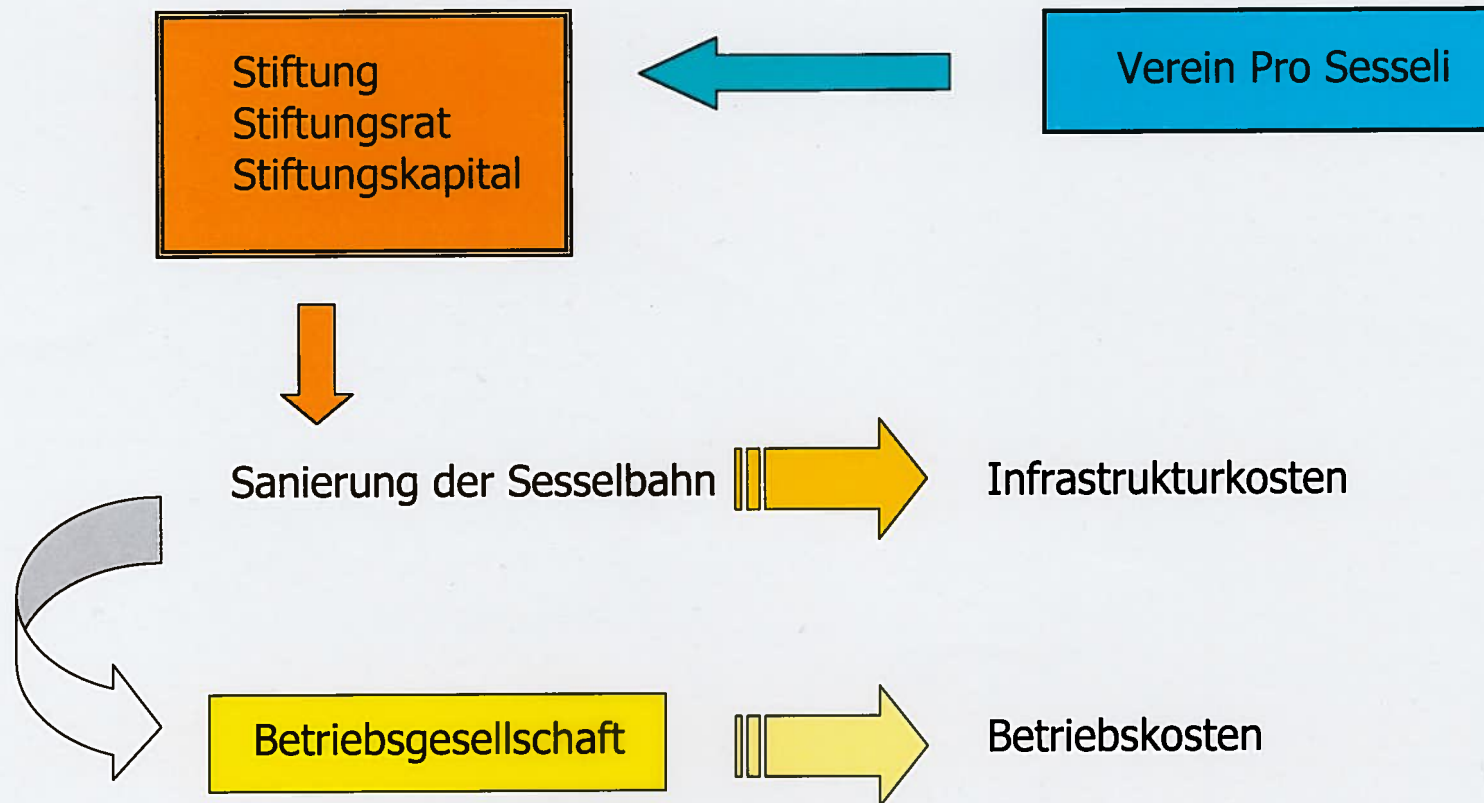 Stiftung
Stiftungsrat
Stiftungskapital
Verein Pro Sesseli
Sanierung der Sesselbahn
Infrastrukturkosten
Betriebsgesellschaft
Betriebskosten